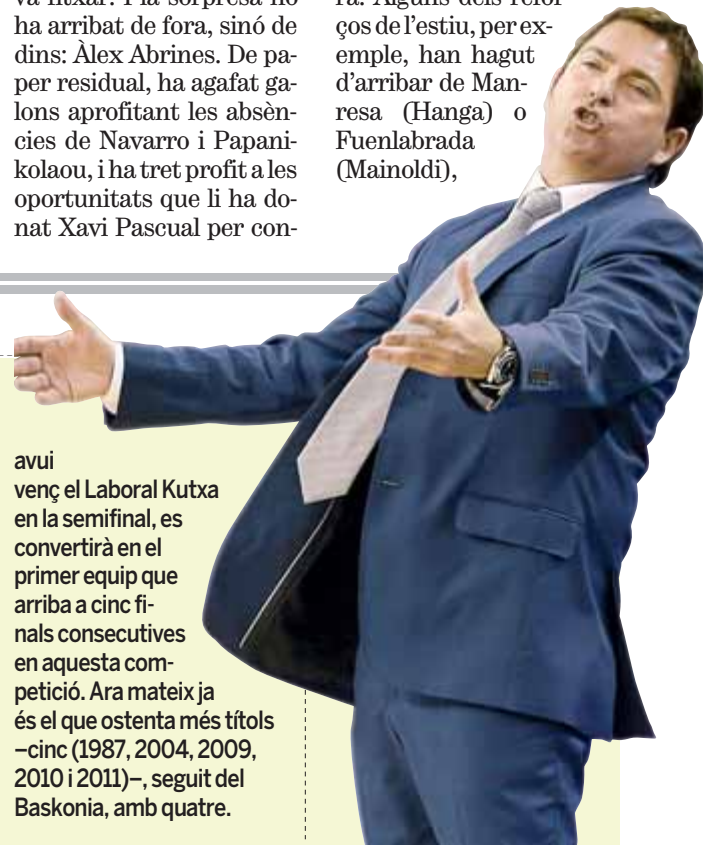 va fitxar? I la sorpresa no
ha arribat de fora, sinó de
dins: Àlex Abrines. De pa-
per residual, ha agafat ga-
lons aprofitant les absèn-
cies de Navarro i Papani-
kolaou, i ha tret profit a les
oportunitats que li ha do-
nat Xavi Pascual per con-
ra. Alguns dels refor-
ços de l'estiu, per ex-
emple, han hagut
d'arribar de Man-
resa (Hanga) o
Fuenlabrada
(Mainoldi),
avui
venç el Laboral Kutxa
en la semifinal, es
convertirà en el
primer equip que
arriba a cinc fi-
nals consecutives
en aquesta com-
petició. Ara mateix ja
és el que ostenta més títols
–cinc (1987, 2004, 2009,
2010 i 2011)–, seguit del
Baskonia, amb quatre.